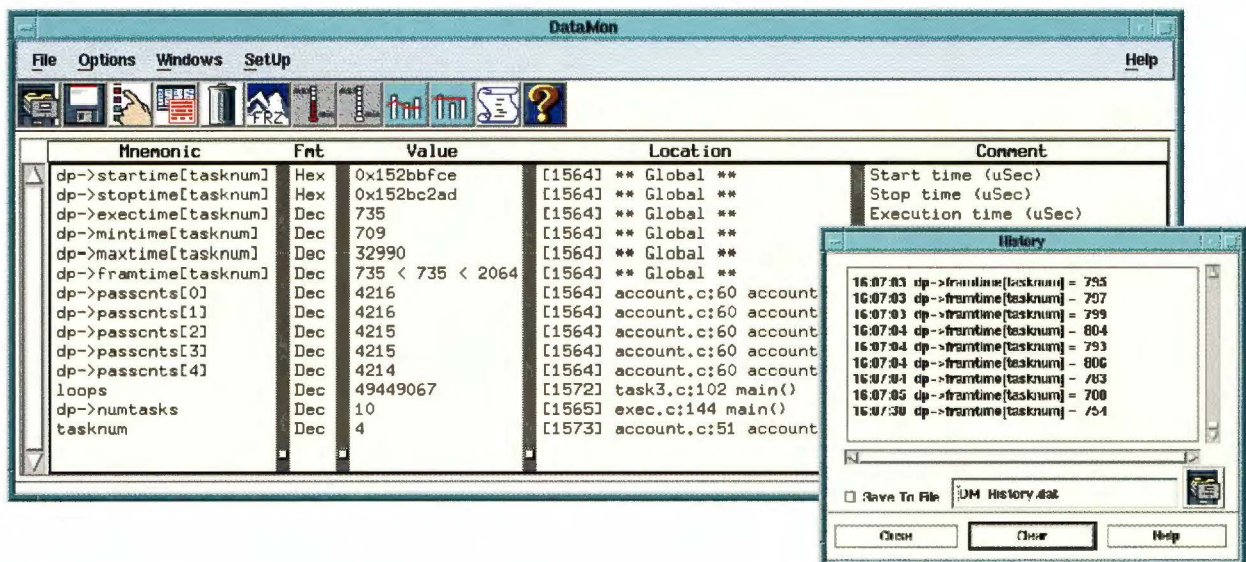 DataMon
File Options Windows SetUp Help
FRZ
Mnemonic Fmt Value Location Comment
dp->startime[tasknum] Hex 0x152bbfce [1564] ** Global ** Start time (uSec)
dp->stoptime[tasknum] Hex 0x152bc2ad [1564] ** Global ** Stop time (uSec)
dp->exectime[tasknum] Dec 735 [1564] ** Global ** Execution time (uSec)
dp->mintime[tasknum] Dec 709 [1564] ** Global **
dp->maxtime[tasknum] Dec 32990 [1564] ** Global **
dp->framtime[tasknum] Dec 735 < 735 < 2064 [1564] ** Global **
dp->passcnts[0] Dec 4216 [1564] account.c:60 account
dp->passcnts[1] Dec 4216 [1564] account.c:60 account
dp->passcnts[2] Dec 4215 [1564] account.c:60 account
dp->passcnts[3] Dec 4215 [1564] account.c:60 account
dp->passcnts[4] Dec 4214 [1564] account.c:60 account
loops Dec 49449067 [1572] task3.c:102 main()
dp->numtasks Dec 10 [1565] exec.c:144 main()
tasknum Dec 4 [1573] account.c:51 account
History
16:07:03 dp->framtime[tasknum] = 795
16:07:03 dp->framtime[tasknum] = 797
16:07:03 dp->framtime[tasknum] = 799
16:07:04 dp->framtime[tasknum] = 804
16:07:04 dp->framtime[tasknum] = 793
16:07:04 dp->framtime[tasknum] = 806
16:07:04 dp->framtime[tasknum] = 783
16:07:05 dp->framtime[tasknum] = 700
16:07:30 dp->framtime[tasknum] = 754
Save To File DM_History.dat
Close Clear Help